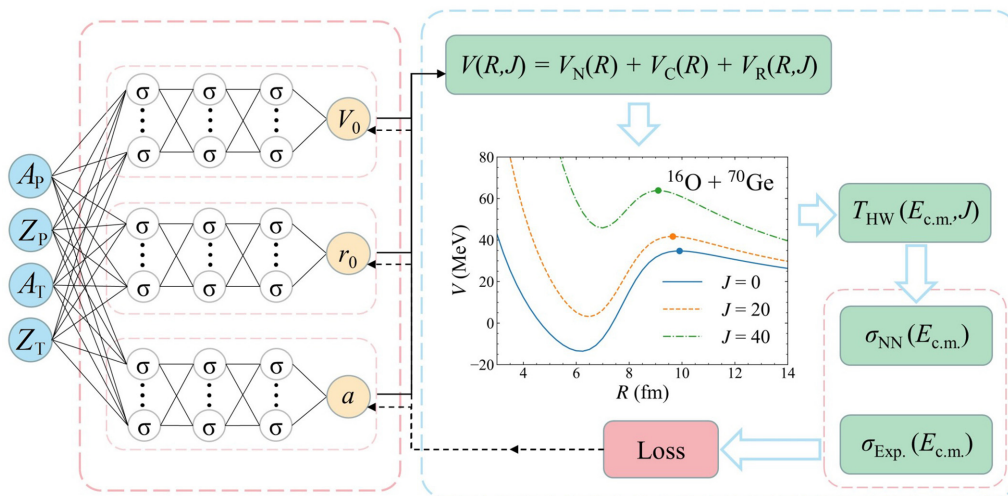 A_P
Z_P
A_T
Z_T
σ σ σ
σ σ σ
V_0
σ σ σ
σ σ σ
r_0
σ σ σ
σ σ σ
a
V(R,J) = V_N(R) + V_C(R) + V_R(R,J)
80
60
40
20
0
−20
V (MeV)
¹⁶O + ⁷⁰Ge
J = 0
J = 20
J = 40
4 6 8 10 12 14
R (fm)
T_HW (E_c.m., J)
σ_NN (E_c.m.)
σ_Exp. (E_c.m.)
Loss